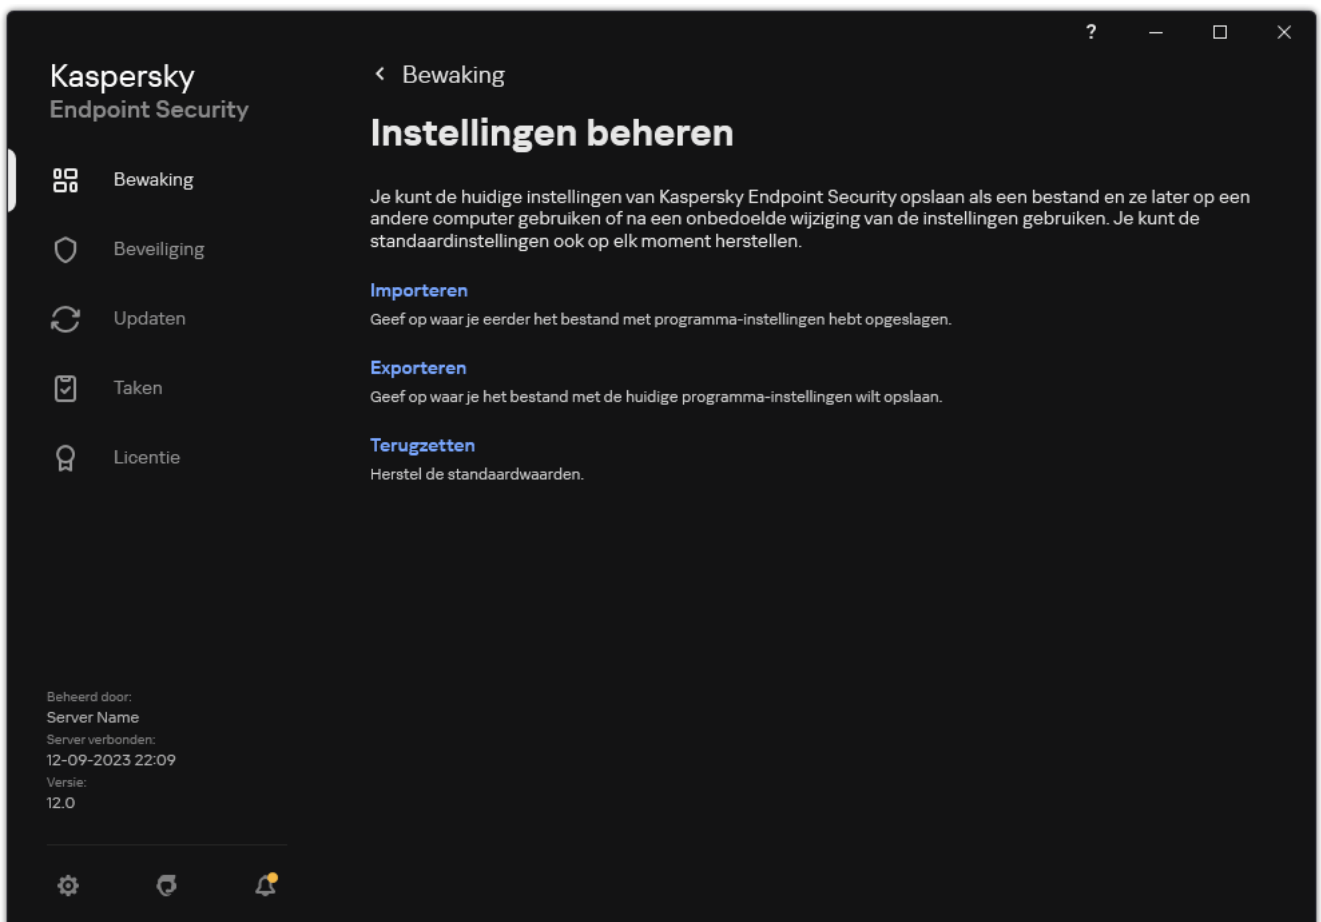 ?
Kaspersky
Endpoint Security
Bewaking
Beveiliging
Updaten
Taken
Licentie
Beheerd door:
Server Name
Server verbonden:
12-09-2023 22:09
Versie:
12.0
Bewaking
Instellingen beheren
Je kunt de huidige instellingen van Kaspersky Endpoint Security opslaan als een bestand en ze later op een
andere computer gebruiken of na een onbedoelde wijziging van de instellingen gebruiken. Je kunt de
standaardinstellingen ook op elk moment herstellen.
Importeren
Geef op waar je eerder het bestand met programma-instellingen hebt opgeslagen.
Exporteren
Geef op waar je het bestand met de huidige programma-instellingen wilt opslaan.
Terugzetten
Herstel de standaardwaarden.